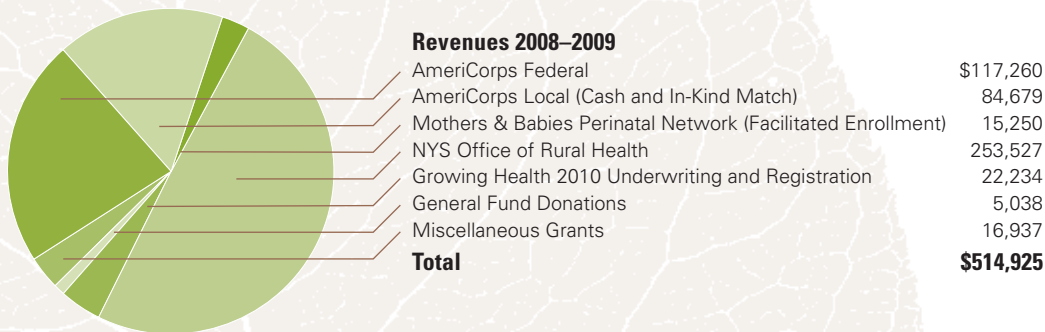 Revenues 2008–2009
AmeriCorps Federal $117,260
AmeriCorps Local (Cash and In-Kind Match) 84,679
Mothers & Babies Perinatal Network (Facilitated Enrollment) 15,250
NYS Office of Rural Health 253,527
Growing Health 2010 Underwriting and Registration 22,234
General Fund Donations 5,038
Miscellaneous Grants 16,937
Total $514,925